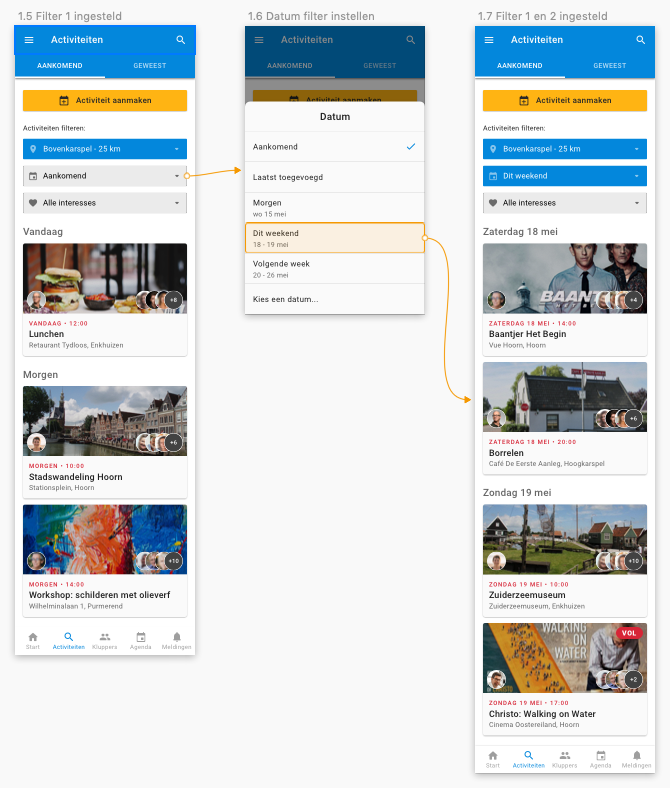 1.5 Filter 1 ingesteld
Activiteiten
AANKOMEND
GEWEEST
Activiteit aanmaken
Activiteiten filteren:
Bovenkarspel - 25 km
Aankomend
Alle interesses
Vandaag
+8
VANDAAG • 12:00
Lunchen
Retaurant Tydloos, Enkhuizen
Morgen
+6
MORGEN • 10:00
Stadswandeling Hoorn
Stationsplein, Hoorn
+10
MORGEN • 14:00
Workshop: schilderen met olieverf
Wilhelminalaan 1, Purmerend
Start
Activiteiten
Kluppers
Agenda
Meldingen
1.6 Datum filter instellen
Activiteiten
AANKOMEND
GEWEEST
Activiteit aanmaken
Datum
Aankomend
Laatst toegevoegd
Morgen
wo 15 mei
Dit weekend
18 - 19 mei
Volgende week
20 - 26 mei
Kies een datum...
1.7 Filter 1 en 2 ingesteld
Activiteiten
AANKOMEND
GEWEEST
Activiteit aanmaken
Activiteiten filteren:
Bovenkarspel - 25 km
Dit weekend
Alle interesses
Zaterdag 18 mei
BAANT
+4
ZATERDAG 18 MEI • 14:00
Baantjer Het Begin
Vue Hoorn, Hoorn
+6
ZATERDAG 18 MEI • 20:00
Borrelen
Café De Eerste Aanleg, Hoogkarspel
Zondag 19 mei
+10
ZONDAG 19 MEI • 10:00
Zuiderzeemuseum
Zuiderzeemuseum, Enkhuizen
VOL
WALKING
ON
WATER
+2
ZONDAG 19 MEI • 17:00
Christo: Walking on Water
Cinema Oostereiland, Hoorn
Start
Activiteiten
Kluppers
Agenda
Meldingen